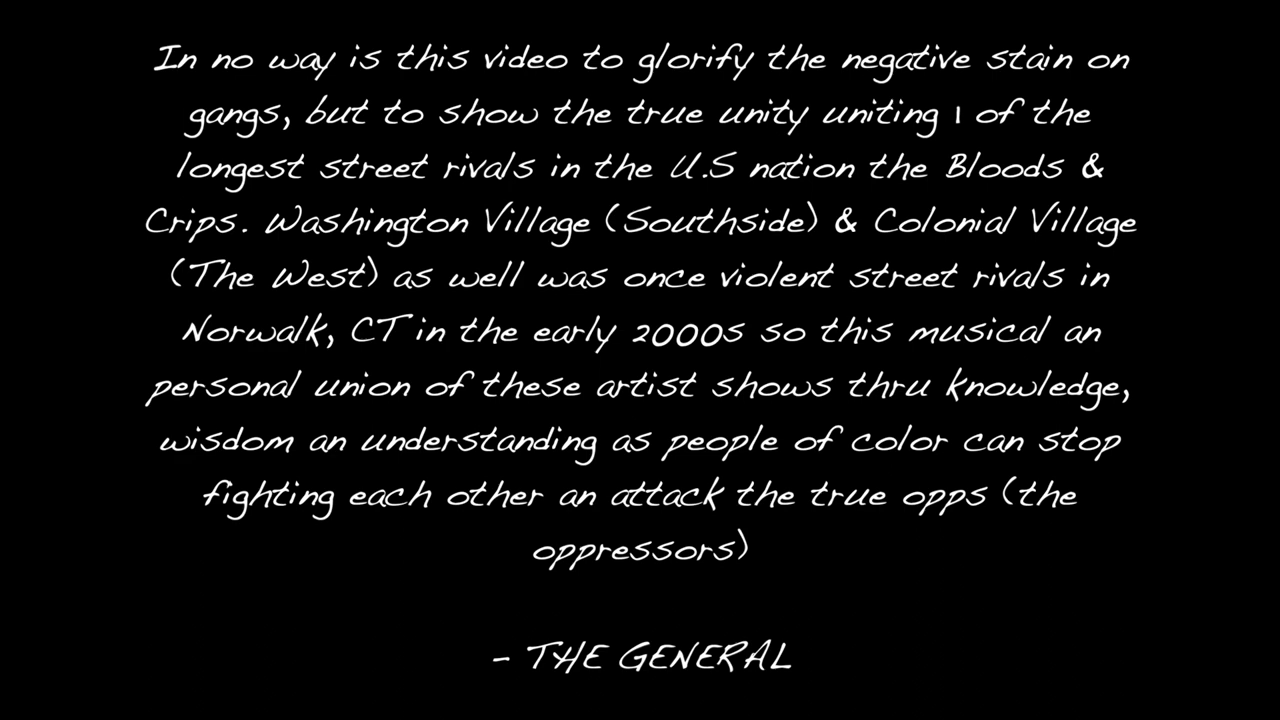 In no way is this video to glorify the negative stain on
gangs, but to show the true unity uniting 1 of the
longest street rivals in the U.S nation the Bloods &
Crips. Washington Village (Southside) & Colonial Village
(The West) as well was once violent street rivals in
Norwalk, CT in the early 2000s so this musical an
personal union of these artist shows thru knowledge,
wisdom an understanding as people of color can stop
fighting each other an attack the true opps (the
oppressors)
- THE GENERAL